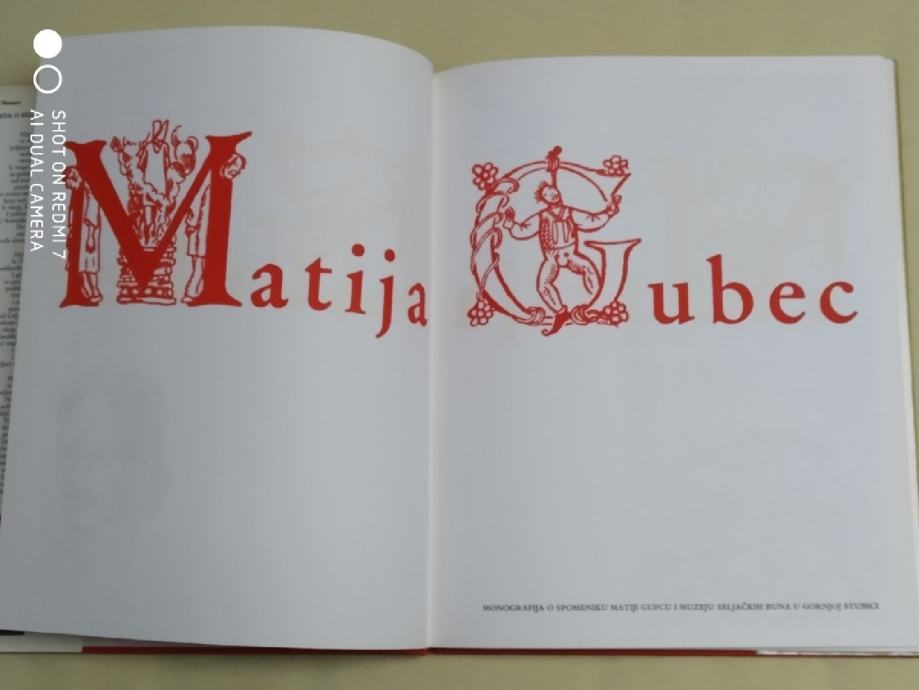 Matija Gubec
MONOGRAFIJA O SPOMENIKU MATIJI GUPCU I MUZEJU SELJAČKIH BUNA U GORNJOJ STUBICI
SHOT ON REDMI 7
AI DUAL CAMERA